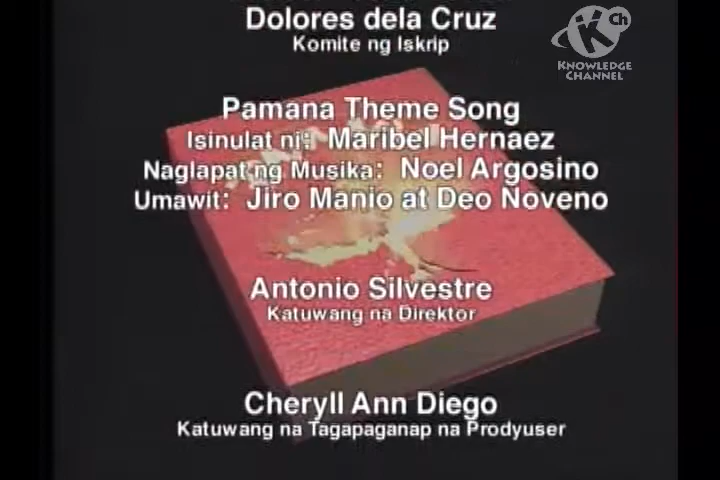 Dolores dela Cruz
Komite ng Iskrip
Ch
K
KNOWLEDGE
CHANNEL
Pamana Theme Song
Isinulat ni: Maribel Hernaez
Naglapat ng Musika: Noel Argosino
Umawit: Jiro Manio at Deo Noveno
Antonio Silvestre
Katuwang na Direktor
Cheryll Ann Diego
Katuwang na Tagapaganap na Prodyuser